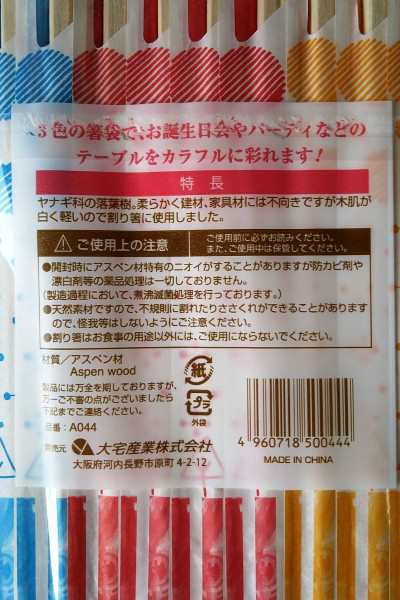 3色の箸袋で、お誕生日会やパーティなどの
テーブルをカラフルに彩れます！
特長
ヤナギ科の落葉樹。柔らかく建材、家具材には不向きですが木肌が
白く軽いので割り箸に使用しました。
ご使用上の注意
ご使用前に必ずお読みください。
また、ご使用中は保管してください。
●開封時にアスペン材特有のニオイがすることがありますが防カビ剤や
漂白剤等の薬品処理は一切しておりません。
(製造過程において、煮沸滅菌処理を行っております。)
●天然素材ですので、不規則に割れたりささくれができることがあります
ので、怪我等はしないようにご注意ください。
●割り箸はお食事の用途以外には、ご使用にならないでください。
材質／アスペン材
Aspen wood
製品には万全を期しておりますが、
万一ご不審の点がございましたら
下記までご連絡ください。
品番：A044
紙
プラ
外袋
発売元
大宅産業株式会社
大阪府河内長野市原町 4-2-12
4 960718 500444
MADE IN CHINA